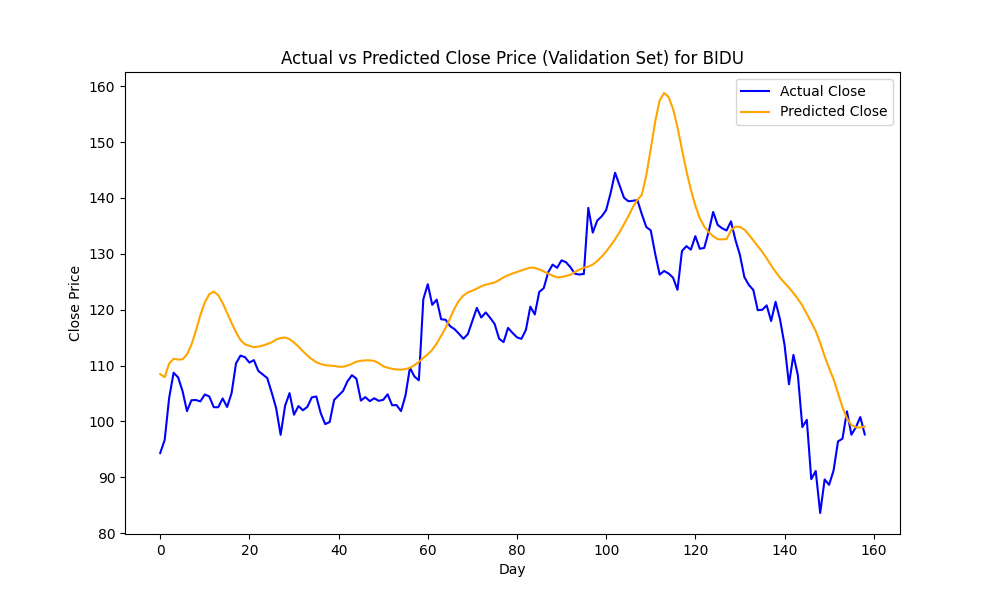 Actual vs Predicted Close Price (Validation Set) for BIDU
Actual Close
Predicted Close
Close Price
160
150
140
130
120
110
100
90
80
0 20 40 60 80 100 120 140 160
Day